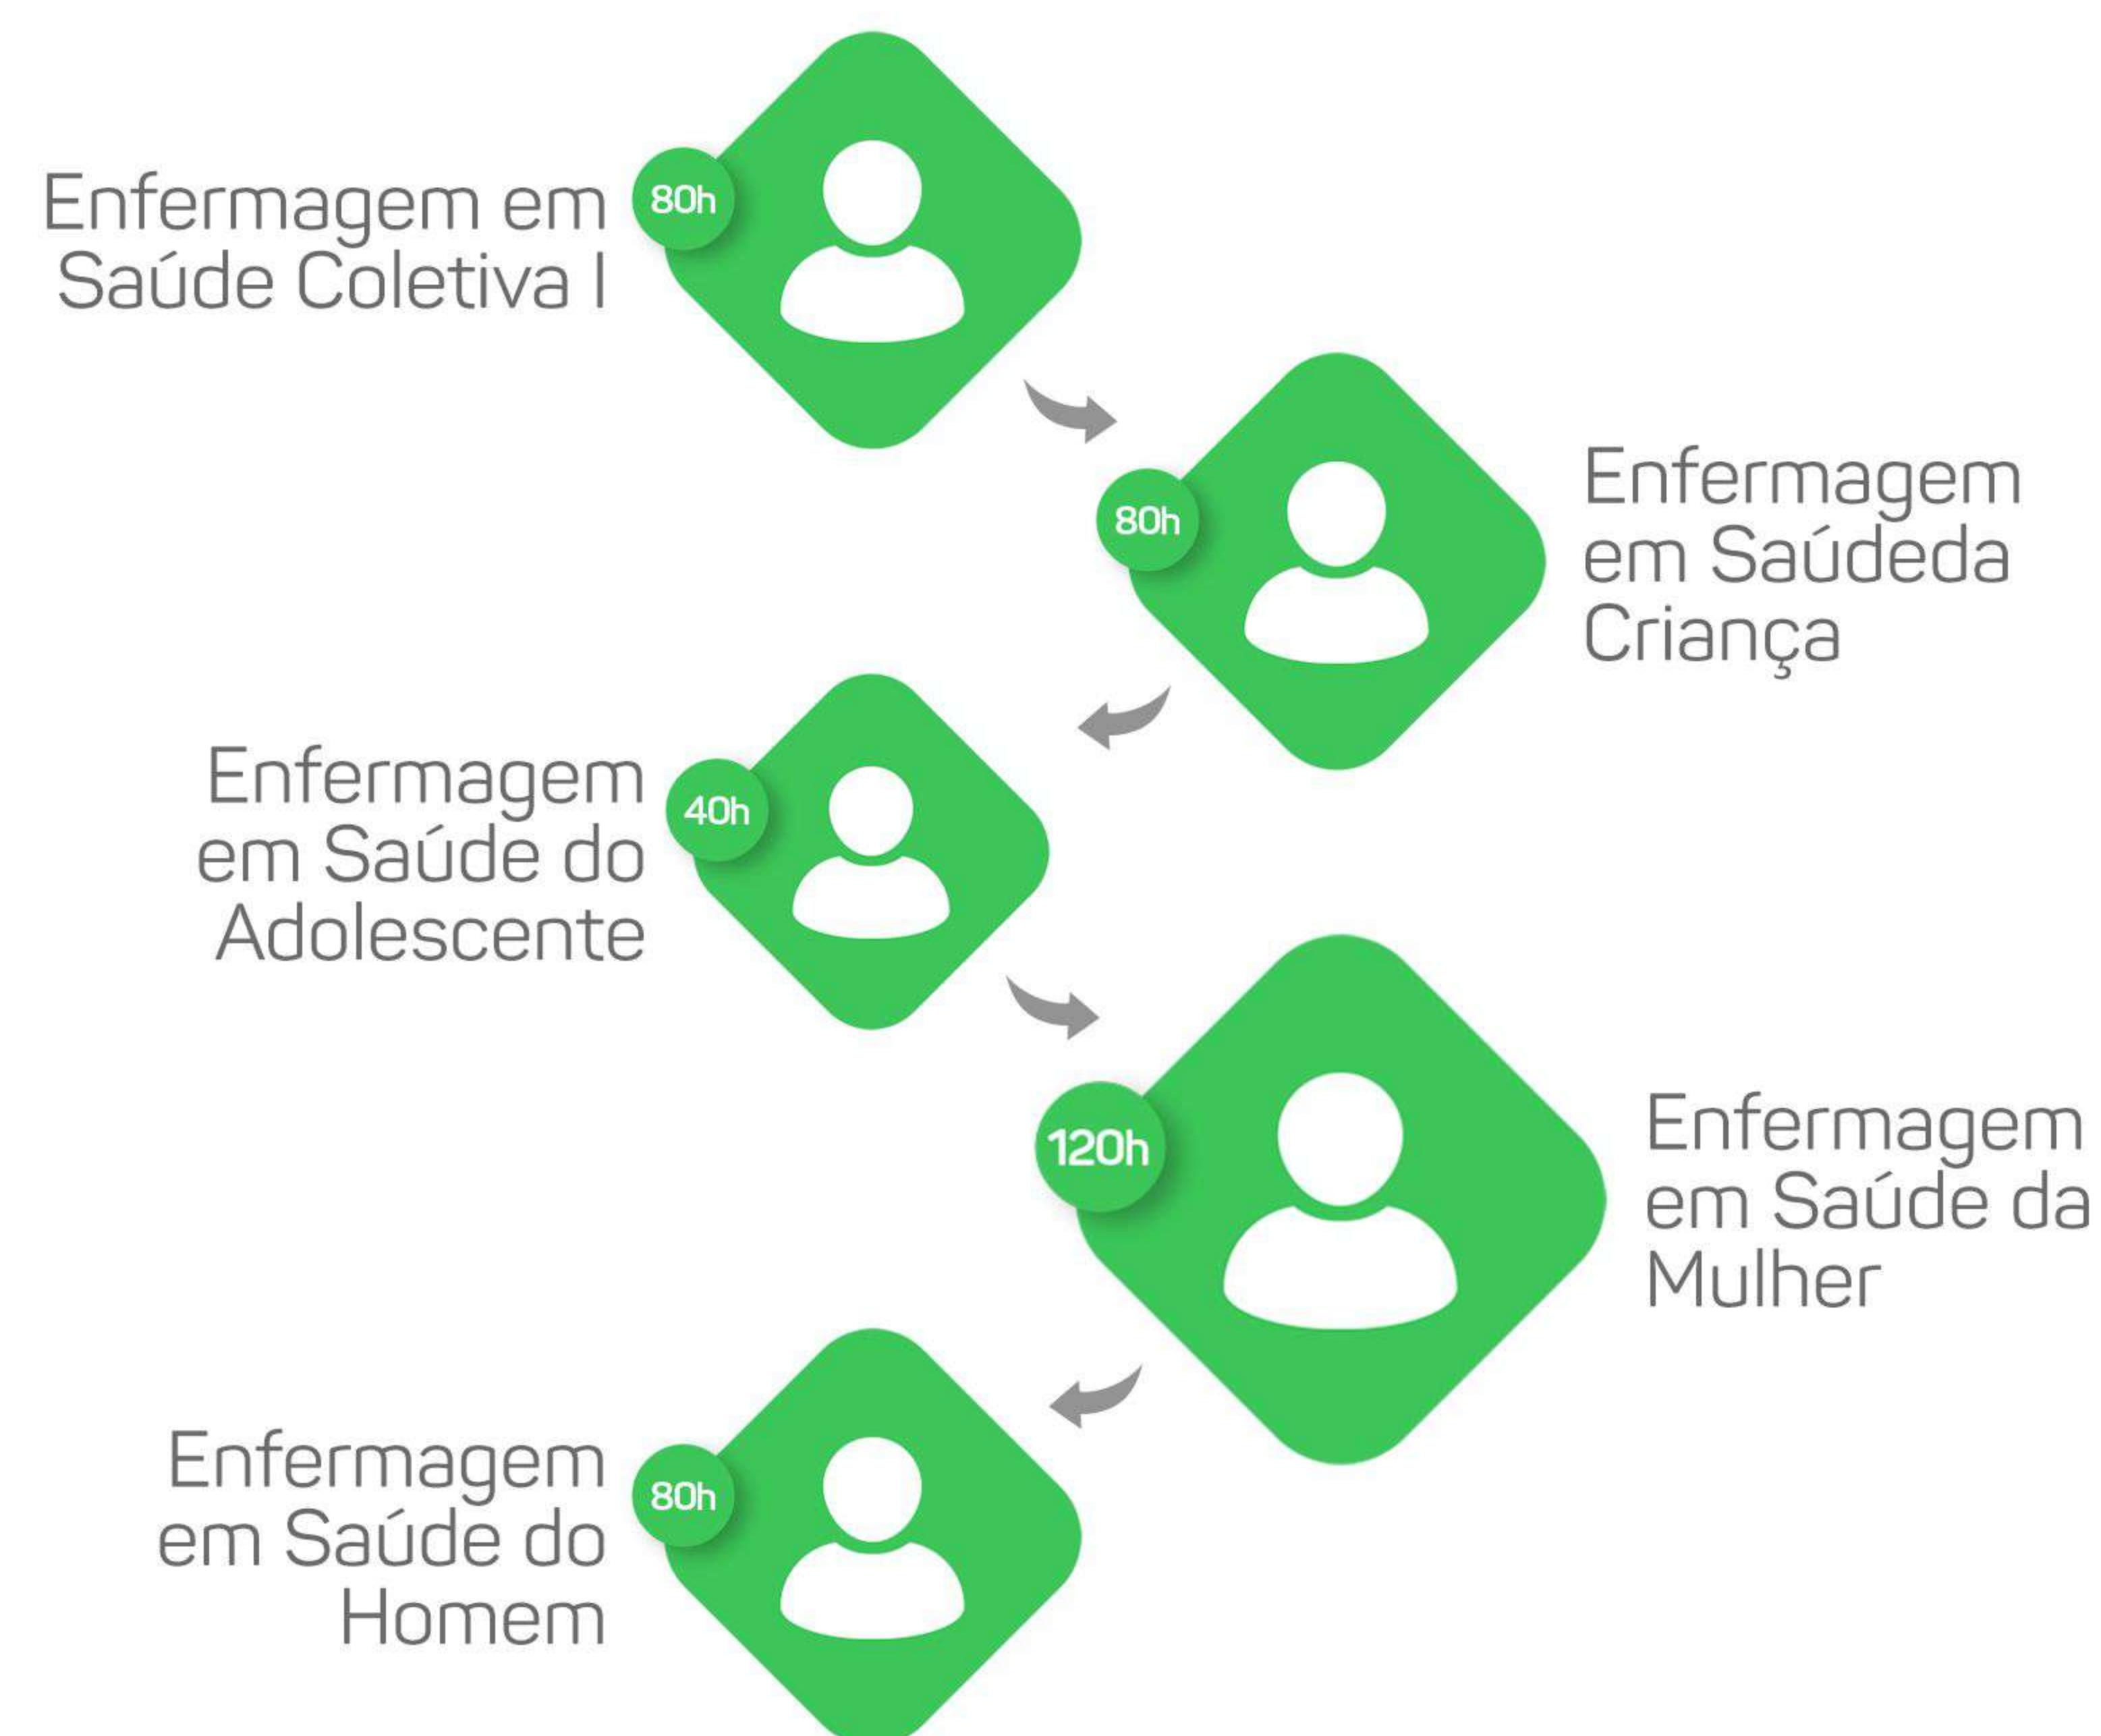 Enfermagem em
Saúde Coletiva I
80h
80h
Enfermagem
em Saúdeda
Criança
Enfermagem
em Saúde do
Adolescente
40h
120h
Enfermagem
em Saúde da
Mulher
Enfermagem
em Saúde do
Homem
80h